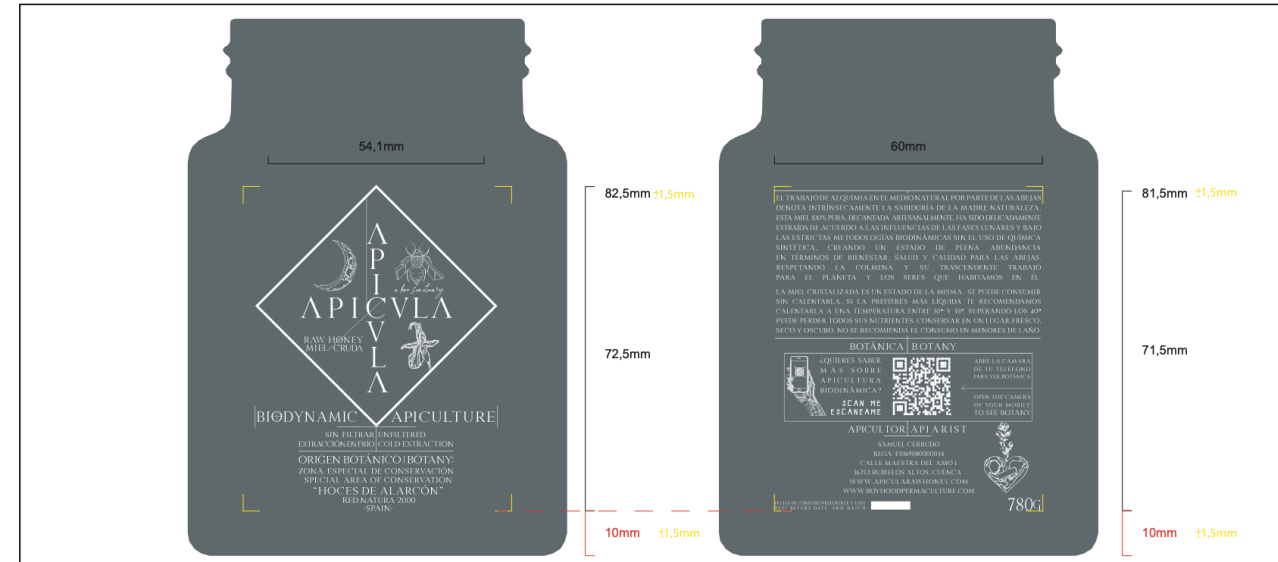 54,1mm
82,5mm ±1,5mm
72,5mm
10mm ±1,5mm
APICVLA
a bee sanctuary
APICVLA
RAW HONEY
MIEL CRUDA
BIODYNAMIC APICULTURE
SIN FILTRAR UNFILTERED
EXTRACCIÓN EN FRÍO COLD EXTRACTION
ORIGEN BOTÁNICO | BOTANY:
ZONA ESPECIAL DE CONSERVACIÓN
SPECIAL AREA OF CONSERVATION
"HOCES DE ALARCÓN"
RED NATURA 2000
-SPAIN-
60mm
81,5mm ±1,5mm
71,5mm
10mm ±1,5mm
EL TRABAJO DE ALQUIMIA EN EL MEDIO NATURAL POR PARTE DE LAS ABEJAS
DENOTA INTRÍNSECAMENTE LA SABIDURÍA DE LA MADRE NATURALEZA.
ESTA MIEL 100% PURA, DECANTADA ARTESANALMENTE, HA SIDO DELICADAMENTE
EXTRAÍDA DE ACUERDO A LAS INFLUENCIAS DE LAS FASES LUNARES Y BAJO
LAS ESTRICTAS METODOLOGÍAS BIODINÁMICAS SIN EL USO DE QUÍMICA
SINTÉTICA, CREANDO UN ESTADO DE PLENA ABUNDANCIA
EN TÉRMINOS DE BIENESTAR, SALUD Y CALIDAD PARA LAS ABEJAS,
RESPETANDO LA COLMENA Y SU TRASCENDENTE TRABAJO
PARA EL PLANETA Y LOS SERES QUE HABITAMOS EN ÉL.
LA MIEL CRISTALIZADA ES UN ESTADO DE LA MISMA. SE PUEDE CONSUMIR
SIN CALENTARLA. SI LA PREFIERES MÁS LÍQUIDA TE RECOMENDAMOS
CALENTARLA A UNA TEMPERATURA ENTRE 30º Y 35º SUPERANDO LOS 40º
PUEDE PERDER TODOS SUS NUTRIENTES. CONSERVAR EN UN LUGAR FRESCO,
SECO Y OSCURO. NO SE RECOMIENDA EL CONSUMO EN MENORES DE 1 AÑO.
BOTÁNICA BOTANY
¿QUIERES SABER
MÁS SOBRE
APICULTURA
BIODINÁMICA?
SCAN ME
ESCANEAME
ABRE LA CÁMARA
DE TU TELÉFONO
PARA VER BOTÁNICA
OPEN THE CAMERA
OF YOUR MOBILE
TO SEE BOTANY
APICULTOR APIARIST
SAMUEL CERRUDO
REGA: ES169080000014
CALLE MAESTRA DEL AMO 1
16212 RUBIELOS ALTOS, CUENCA
WWW.APICULARAWHONEY.COM
WWW.BOYHOODPERMACULTURE.COM
BEST BEFORE DATE AND BATCH
780G